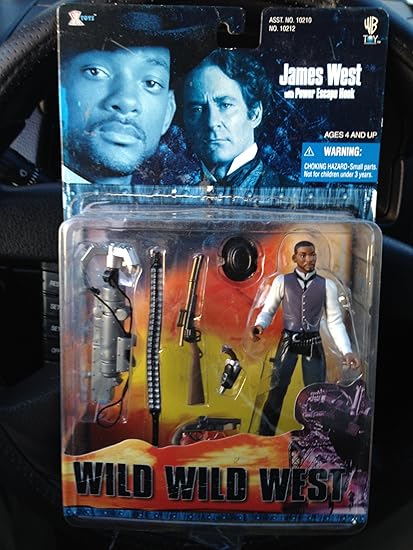 X
TOYS
ASST. NO. 10210
NO. 10212
WB
TOY™
James West
with Power Escape Hook
AGES 4 AND UP
WARNING:
CHOKING HAZARD-Small parts.
Not for children under 3 years.
WILD WILD WEST